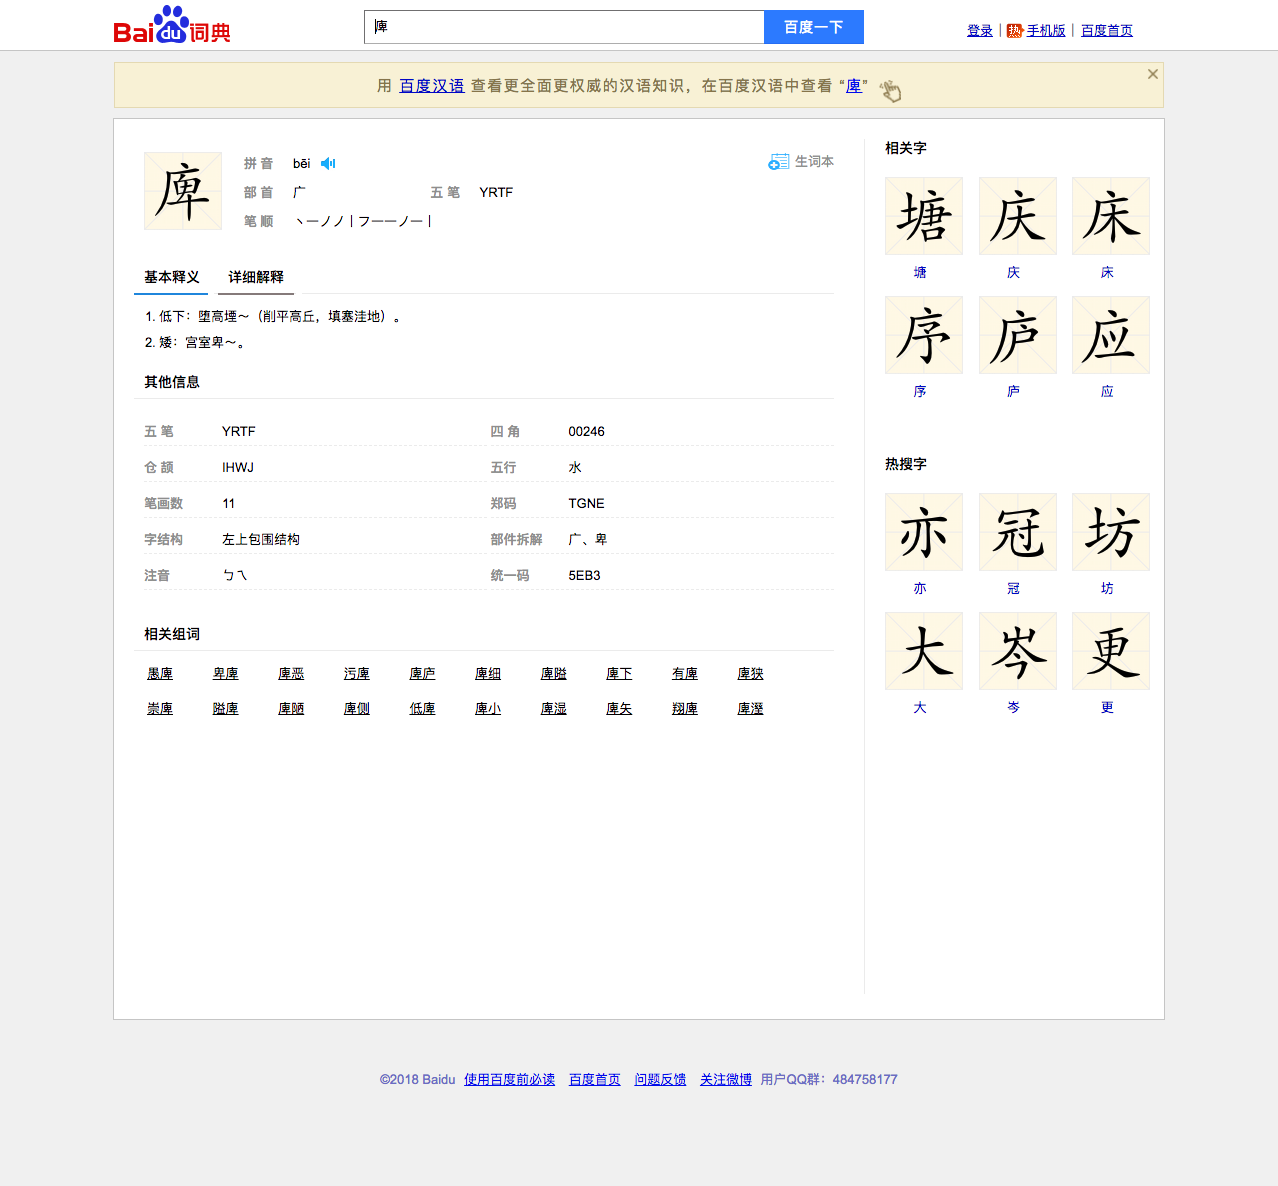 Baidu词典
庳
百度一下
登录 | 热 手机版 | 百度首页
用 百度汉语 查看更全面更权威的汉语知识，在百度汉语中查看 “庳”
庳
拼 音 bēi
生词本
部 首 广 五 笔 YRTF
笔 顺 丶一ノノ丨フ一一ノ一丨
基本释义 详细解释
1. 低下：堕高堙～（削平高丘，填塞洼地）。
2. 矮：宫室卑～。
其他信息
五 笔 YRTF 四 角 00246
仓 颉 IHWJ 五行 水
笔画数 11 郑码 TGNE
字结构 左上包围结构 部件拆解 广、卑
注音 ㄅㄟ 统一码 5EB3
相关组词
愚庳 卑庳 庳恶 污庳 庳庐 庳细 庳隘 庳下 有庳 庳狭
崇庳 隘庳 庳陋 庳侧 低庳 庳小 庳湿 庳矢 翔庳 庳溼
相关字
塘 庆 床
塘 庆 床
序 庐 应
序 庐 应
热搜字
亦 冠 坊
亦 冠 坊
大 岑 更
大 岑 更
©2018 Baidu 使用百度前必读 百度首页 问题反馈 关注微博 用户QQ群：484758177